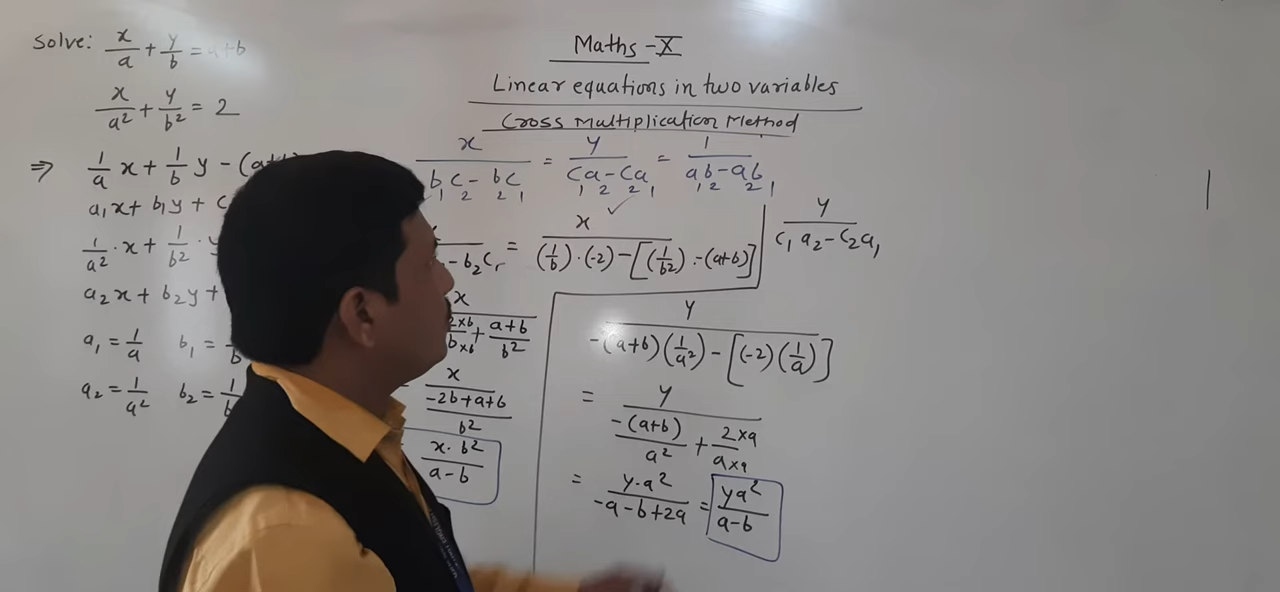 Solve: x/a + y/b = a+b
x/a² + y/b² = 2
⇒ 1/a x + 1/b y - (a+
a₁x + b₁y + c
1/a² · x + 1/b² · y
a₂x + b₂y +
a₁ = 1/a b₁ =
a₂ = 1/a² b₂ = 1/b
Maths - X
Linear equations in two variables
Cross Multiplication Method
x/(b₁c₂ - b₂c₁) = y/(c₁a₂ - c₂a₁) = 1/(a₁b₂ - a₂b₁)
- b₂c₁ = x/((1/b)·(-2) - [(1/b²)·-(a+b)]) ✓
x/(2×b/b×b + (a+b)/b²)
= x/((-2b+a+b)/b²)
x·b²/(a-b)
y/(c₁a₂ - c₂a₁)
y/(-(a+b)(1/a²) - [(-2)(1/a)])
= y/(-(a+b)/a² + 2×a/a×a)
= y·a²/(-a-b+2a) = ya²/(a-b)